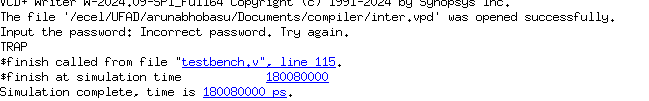 VCD+ Writer W-2024.09-SP1_Full64 Copyright (c) 1991-2024 by Synopsys Inc.
The file '/ecel/UFAD/arunabhobasu/Documents/compiler/inter.vpd' was opened successfully.
Input the password: Incorrect password. Try again.
TRAP
$finish called from file "testbench.v", line 115.
$finish at simulation time 180080000
Simulation complete, time is 180080000 ps.